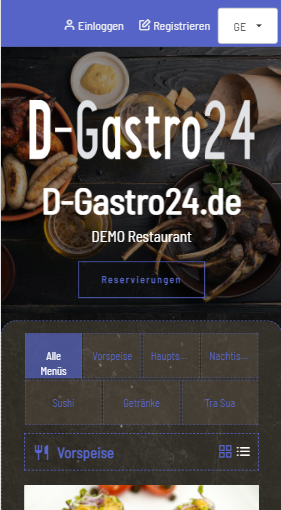 Einloggen Registrieren GE
D-Gastro24
D-Gastro24.de
DEMO Restaurant
Reservierungen
Alle Menüs Vorspeise Haupts... Nachtis...
Sushi Getränke Tra Sua
Vorspeise